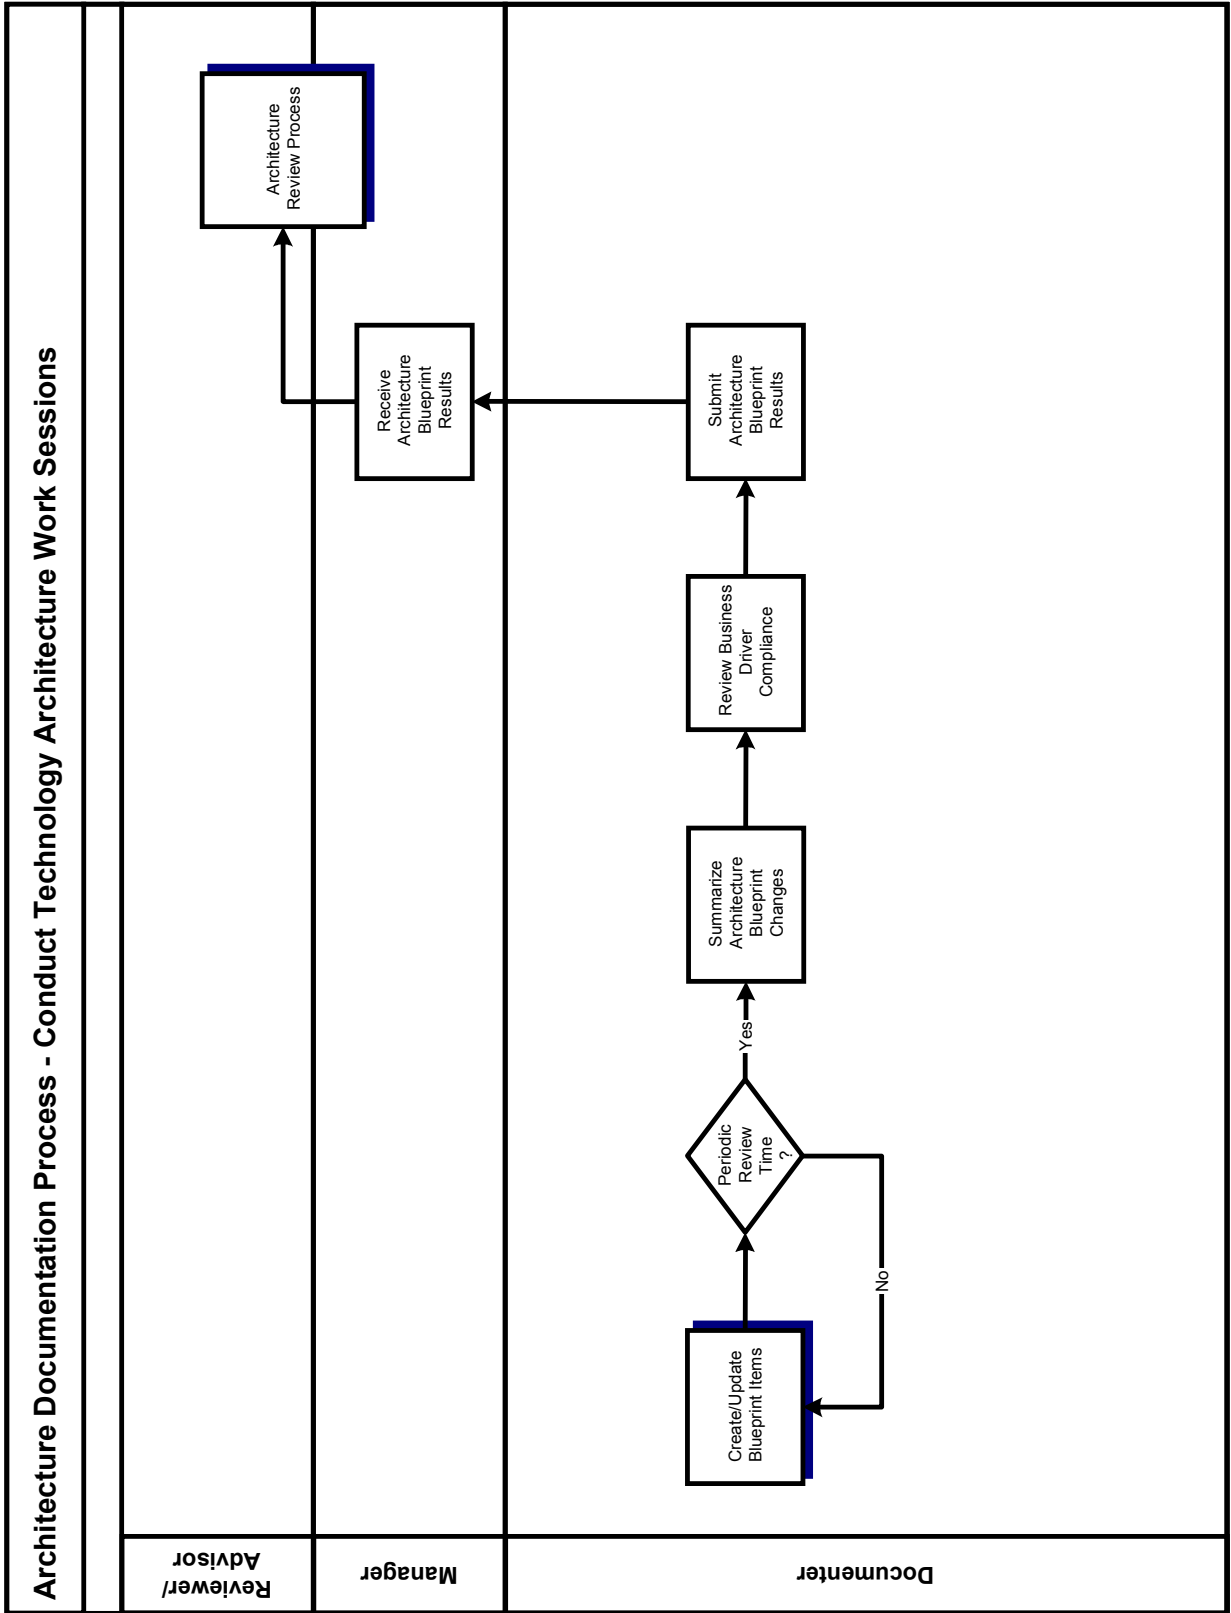 Architecture Documentation Process - Conduct Technology Architecture Work Sessions
Reviewer/
Advisor
Architecture
Review Process
Manager
Receive
Architecture
Blueprint
Results
Documenter
Create/Update
Blueprint Items
Periodic
Review
Time
?
Yes
No
Summarize
Architecture
Blueprint
Changes
Review Business
Driver
Compliance
Submit
Architecture
Blueprint
Results